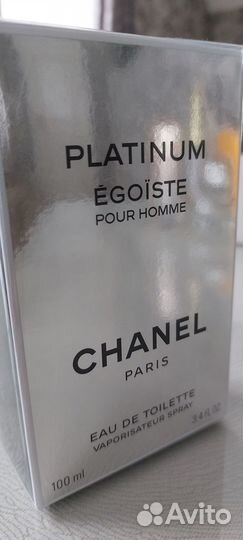 PLATINUM
ÉGOÏSTE
POUR HOMME
CHANEL
PARIS
EAU DE TOILETTE
VAPORISATEUR SPRAY
100 ml 3.4 FL. OZ
Avito